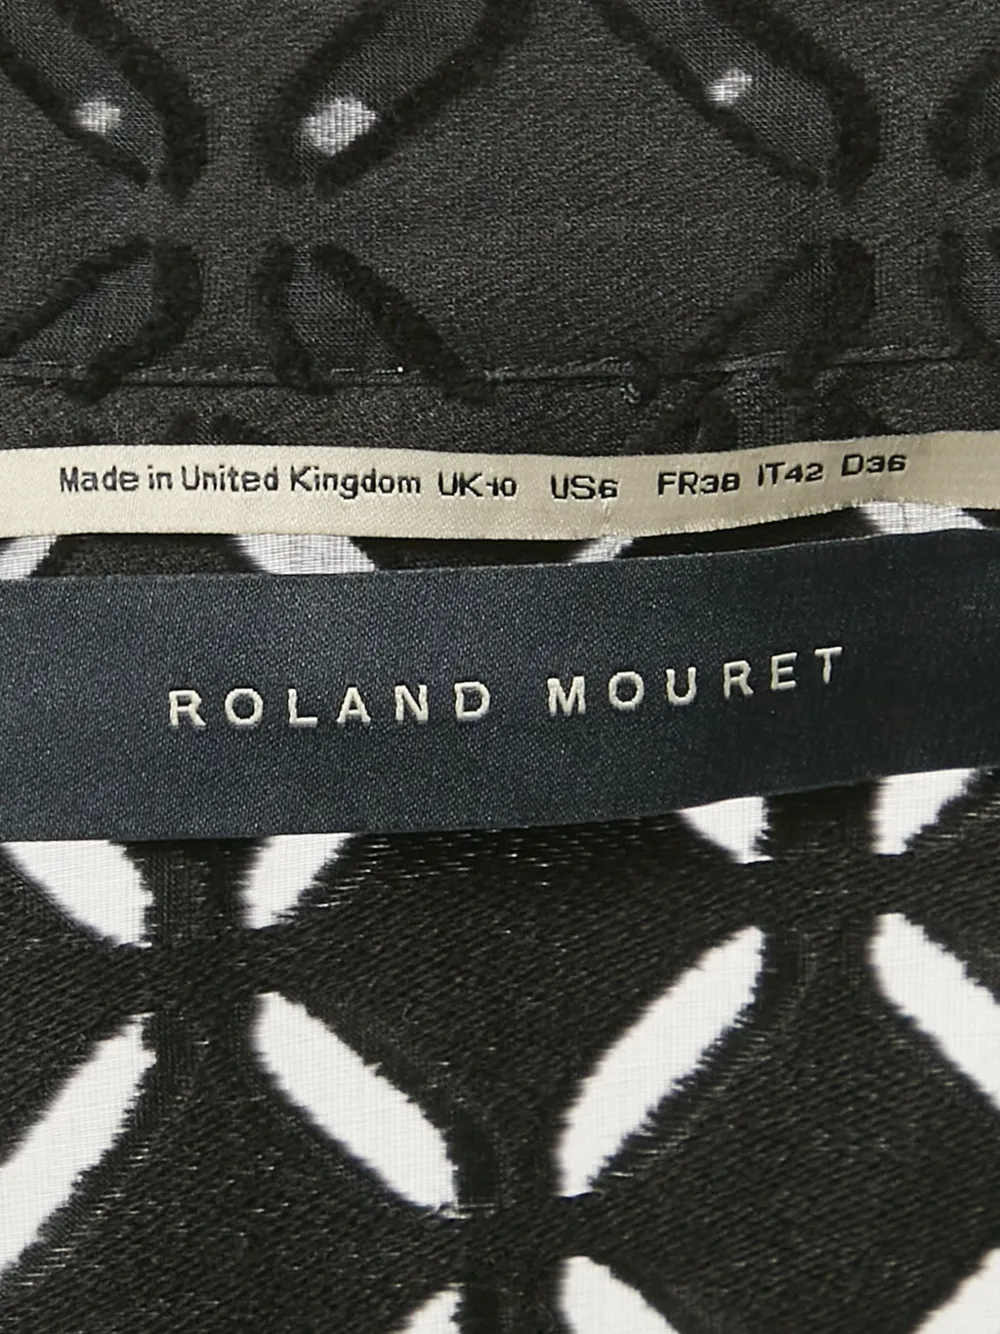 Made in United Kingdom UK10 US6 FR38 IT42 D36
ROLAND MOURET